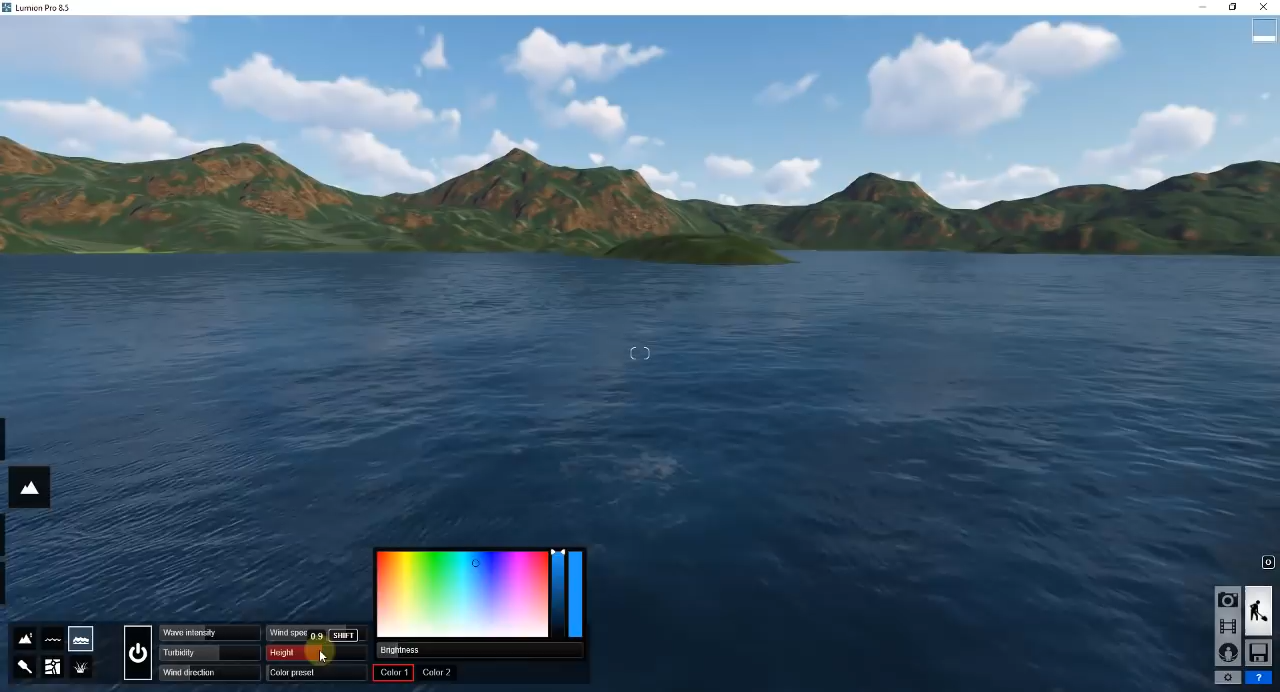 Lumion Pro 8.5
O
Wave intensity
Wind spee
0.9 SHIFT
Turbidity
Height
Brightness
Wind direction
Color preset
Color 1
Color 2
?